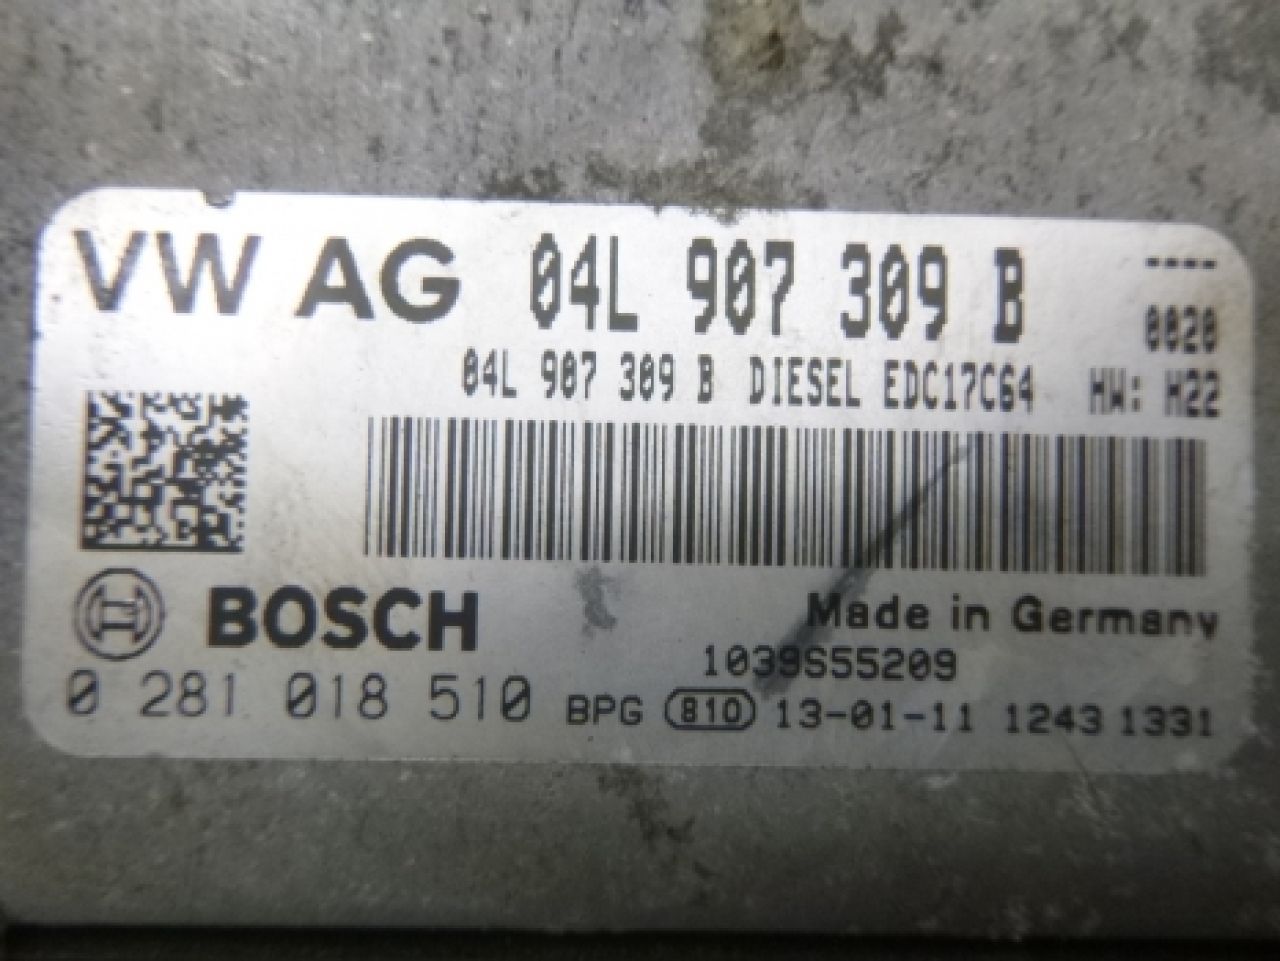 VW AG 04L 907 309 B ----
0020
04L 907 309 B DIESEL EDC17C64 HW: H22
BOSCH
Made in Germany
1039S55209
0 281 018 510 BPG 810 13-01-11 1243 1331